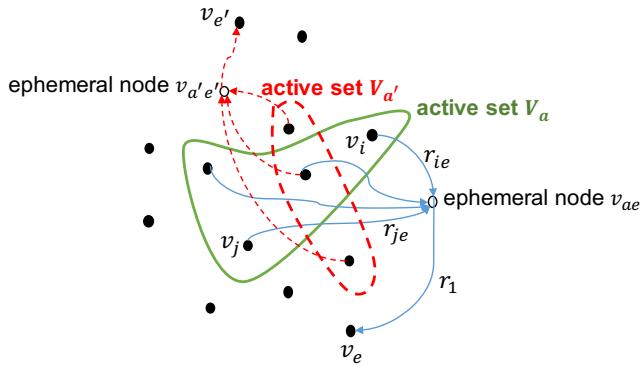 v_{e'}
ephemeral node v_{a'e'}
active set V_{a'}
active set V_a
v_i
r_{ie}
ephemeral node v_{ae}
v_j
r_{je}
r_1
v_e